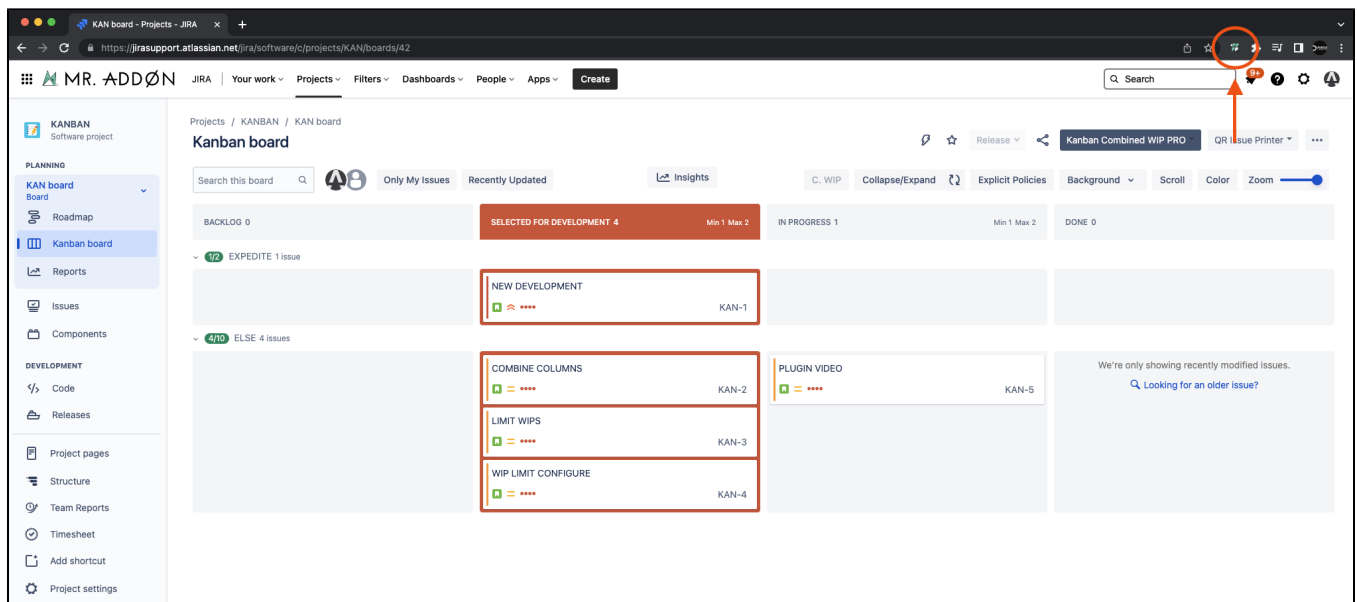 KAN board - Projects - JIRA
https://jirasupport.atlassian.net/jira/software/c/projects/KAN/boards/42
MR. ADDØN JIRA Your work Projects Filters Dashboards People Apps Create Search 9+
KANBAN
Software project
Projects / KANBAN / KAN board
Kanban board
Release Kanban Combined WIP PRO QR Issue Printer
PLANNING
KAN board
Board
Roadmap
Kanban board
Reports
Issues
Components
DEVELOPMENT
Code
Releases
Project pages
Structure
Team Reports
Timesheet
Add shortcut
Project settings
Search this board Only My Issues Recently Updated Insights C. WIP Collapse/Expand Explicit Policies Background Scroll Color Zoom
BACKLOG 0 SELECTED FOR DEVELOPMENT 4 Min 1 Max 2 IN PROGRESS 1 Min 1 Max 2 DONE 0
1/2 EXPEDITE 1 issue
NEW DEVELOPMENT
KAN-1
4/10 ELSE 4 issues
COMBINE COLUMNS
KAN-2
LIMIT WIPS
KAN-3
WIP LIMIT CONFIGURE
KAN-4
PLUGIN VIDEO
KAN-5
We're only showing recently modified issues.
Looking for an older issue?